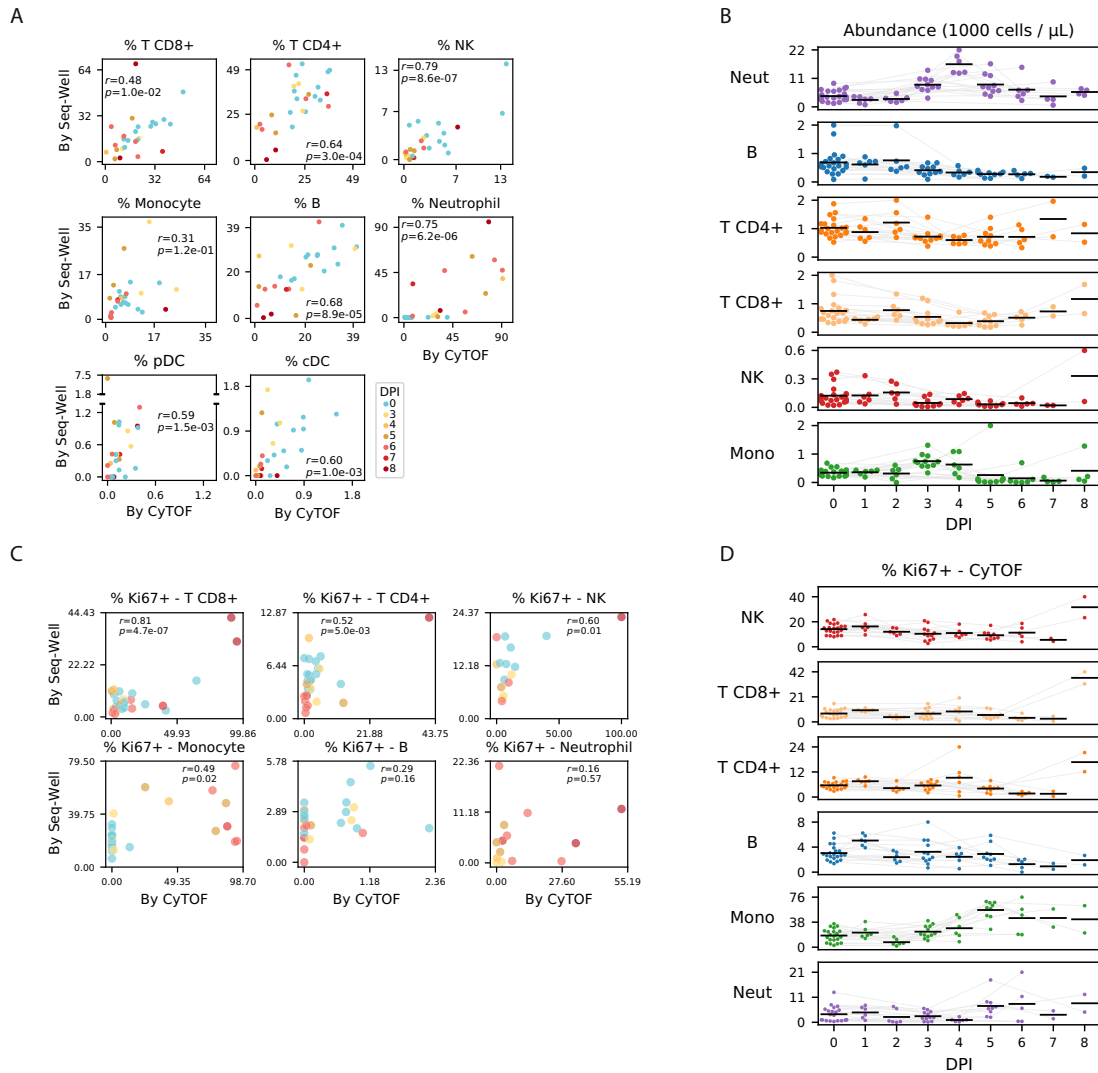 A
% T CD8+
% T CD4+
% NK
By Seq-Well
64
32
0
r=0.48
p=1.0e-02
0
32
64
49
25
0
r=0.64
p=3.0e-04
0
25
49
13
7
0
r=0.79
p=8.6e-07
0
7
13
% Monocyte
% B
% Neutrophil
By Seq-Well
35
17
0
r=0.31
p=1.2e-01
0
17
35
39
20
0
r=0.68
p=8.9e-05
0
20
39
90
45
0
r=0.75
p=6.2e-06
0
45
90
By CyTOF
% pDC
% cDC
By Seq-Well
7.5
1.8
1.2
0.6
0.0
r=0.59
p=1.5e-03
0.0
0.6
1.2
By CyTOF
1.8
0.9
0.0
r=0.60
p=1.0e-03
0.0
0.9
1.8
By CyTOF
DPI
0
3
4
5
6
7
8
B
Abundance (1000 cells / μL)
Neut
22
11
0
B
2
1
0
T CD4+
2
1
0
T CD8+
2
1
0
NK
0.6
0.3
0.0
Mono
2
1
0
0 1 2 3 4 5 6 7 8
DPI
C
% Ki67+ - T CD8+
% Ki67+ - T CD4+
% Ki67+ - NK
By Seq-Well
44.43
22.22
0.00
r=0.81
p=4.7e-07
0.00
49.93
99.86
12.87
6.44
0.00
r=0.52
p=5.0e-03
0.00
21.88
43.75
24.37
12.18
0.00
r=0.60
p=0.01
0.00
50.00
100.00
% Ki67+ - Monocyte
% Ki67+ - B
% Ki67+ - Neutrophil
By Seq-Well
79.50
39.75
0.00
r=0.49
p=0.02
0.00
49.35
98.70
By CyTOF
5.78
2.89
0.00
r=0.29
p=0.16
0.00
1.18
2.36
By CyTOF
22.36
11.18
0.00
r=0.16
p=0.57
0.00
27.60
55.19
By CyTOF
D
% Ki67+ - CyTOF
NK
40
20
0
T CD8+
42
21
0
T CD4+
24
12
0
B
8
4
0
Mono
76
38
0
Neut
21
11
0
0 1 2 3 4 5 6 7 8
DPI